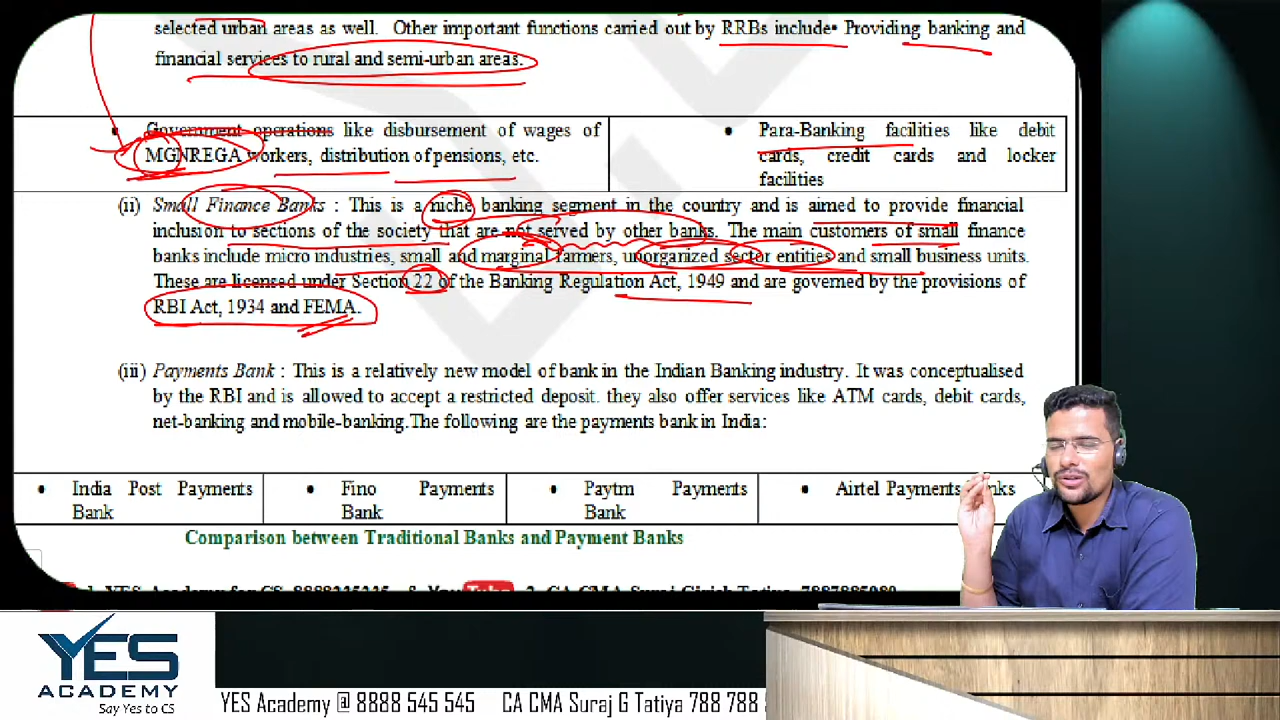 selected urban areas as well. Other important functions carried out by RRBs include• Providing banking and
financial services to rural and semi-urban areas.
• Government operations like disbursement of wages of
MGNREGA workers, distribution of pensions, etc.
• Para-Banking facilities like debit
cards, credit cards and locker
facilities
(ii) Small Finance Banks : This is a niche banking segment in the country and is aimed to provide financial
inclusion to sections of the society that are not served by other banks. The main customers of small finance
banks include micro industries, small and marginal farmers, unorganized sector entities and small business units.
These are licensed under Section 22 of the Banking Regulation Act, 1949 and are governed by the provisions of
RBI Act, 1934 and FEMA.
(iii) Payments Bank : This is a relatively new model of bank in the Indian Banking industry. It was conceptualised
by the RBI and is allowed to accept a restricted deposit. they also offer services like ATM cards, debit cards,
net-banking and mobile-banking.The following are the payments bank in India:
• India Post Payments
Bank
• Fino Payments
Bank
• Paytm Payments
Bank
• Airtel Payments
Comparison between Traditional Banks and Payment Banks
YES
ACADEMY
Say Yes to CS
YES Academy @ 8888 545 545 CA CMA Suraj G Tatiya 788 788